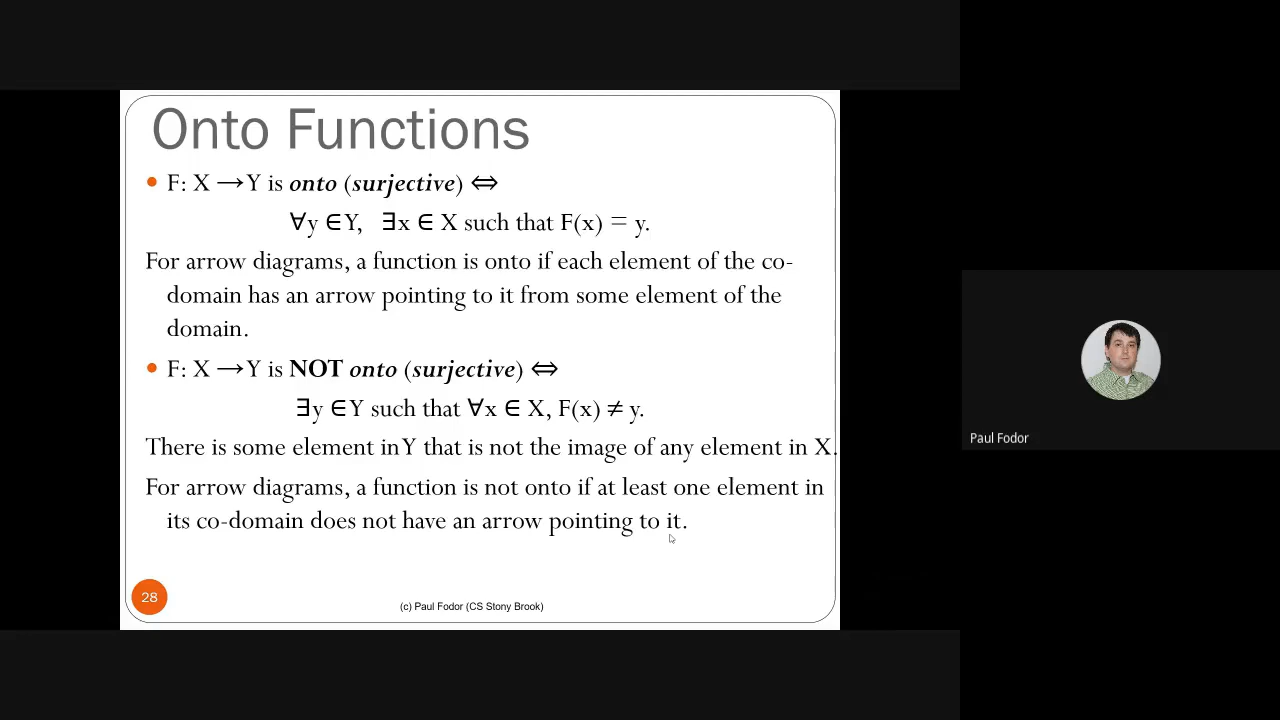 Onto Functions
• F: X →Y is onto (surjective) ⇔
∀y ∈Y, ∃x ∈ X such that F(x) = y.
For arrow diagrams, a function is onto if each element of the co-
domain has an arrow pointing to it from some element of the
domain.
• F: X →Y is NOT onto (surjective) ⇔
∃y ∈Y such that ∀x ∈ X, F(x) ≠ y.
There is some element in Y that is not the image of any element in X.
For arrow diagrams, a function is not onto if at least one element in
its co-domain does not have an arrow pointing to it.
28
(c) Paul Fodor (CS Stony Brook)
Paul Fodor